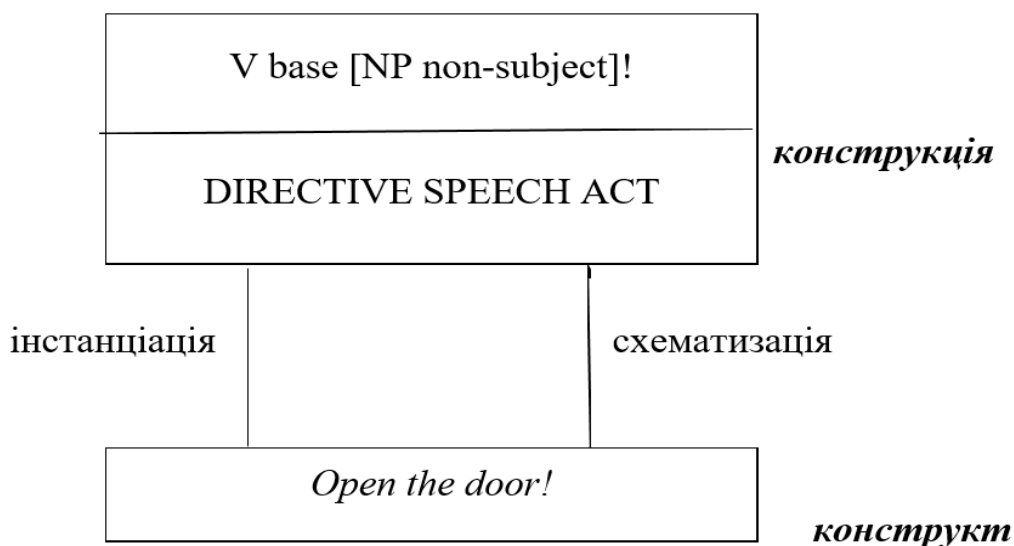 V base [NP non-subject]!
конструкція
DIRECTIVE SPEECH ACT
інстанціація
схематизація
Open the door!
конструкт